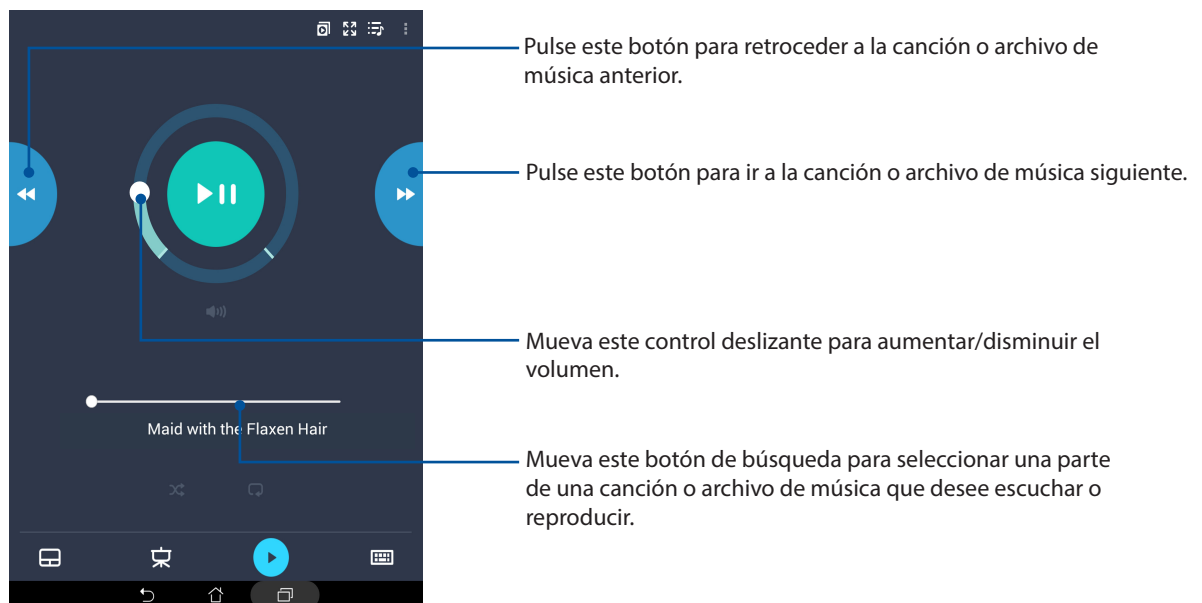 Pulse este botón para retroceder a la canción o archivo de
música anterior.
Pulse este botón para ir a la canción o archivo de música siguiente.
Mueva este control deslizante para aumentar/disminuir el
volumen.
Maid with the Flaxen Hair
Mueva este botón de búsqueda para seleccionar una parte
de una canción o archivo de música que desee escuchar o
reproducir.